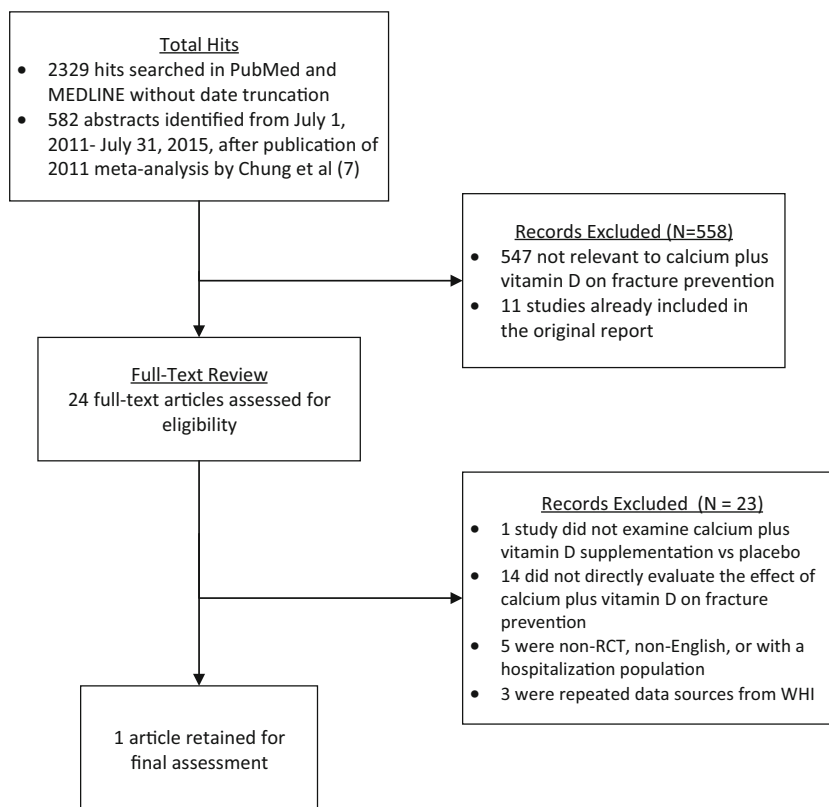 Total Hits
• 2329 hits searched in PubMed and
MEDLINE without date truncation
• 582 abstracts identified from July 1,
2011- July 31, 2015, after publication of
2011 meta-analysis by Chung et al (7)
Records Excluded (N=558)
• 547 not relevant to calcium plus
vitamin D on fracture prevention
• 11 studies already included in
the original report
Full-Text Review
24 full-text articles assessed for
eligibility
Records Excluded (N = 23)
• 1 study did not examine calcium plus
vitamin D supplementation vs placebo
• 14 did not directly evaluate the effect of
calcium plus vitamin D on fracture
prevention
• 5 were non-RCT, non-English, or with a
hospitalization population
• 3 were repeated data sources from WHI
1 article retained for
final assessment